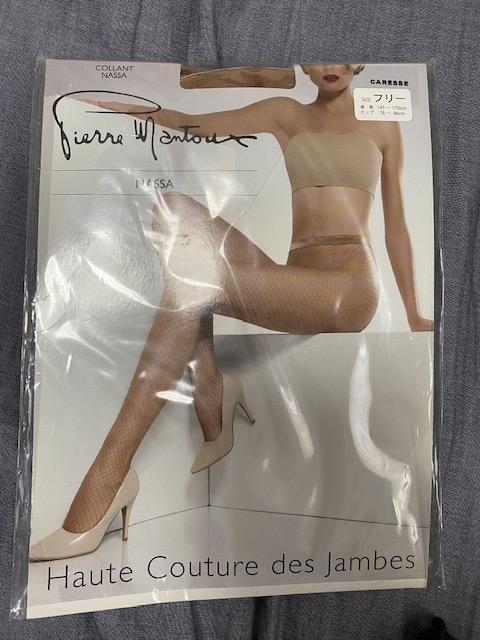 COLLANT
NASSA
CARESSE
SIZE フリー
身長 145~170cm
ヒップ 76~96cm
Pierre Mantoux
NASSA
Haute Couture des Jambes